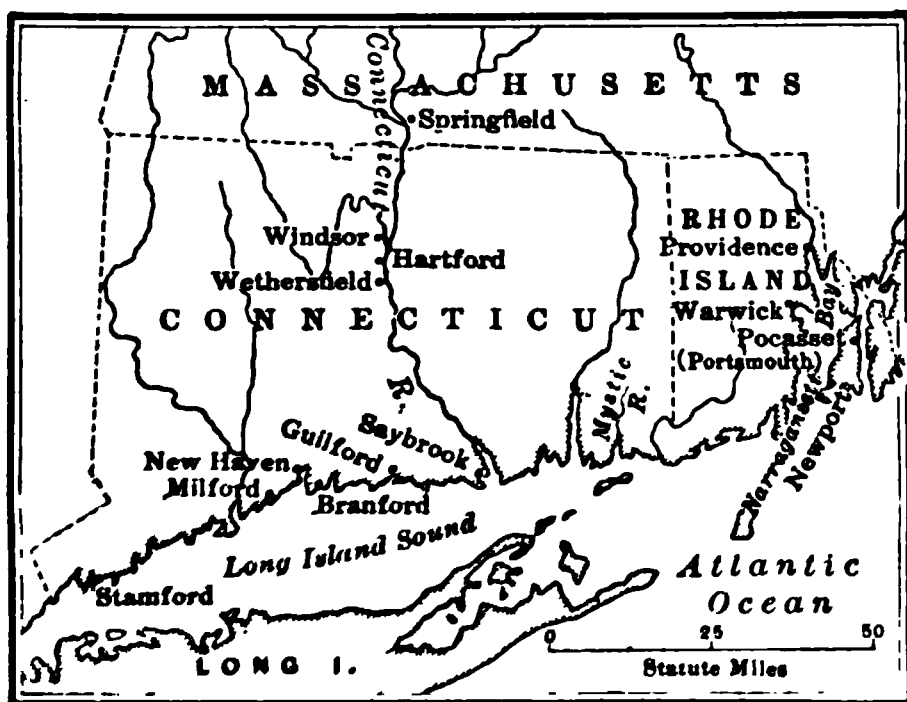 MASSACHUSETTS
Connecticut R.
Springfield
Windsor
Hartford
Wethersfield
CONNECTICUT
RHODE
Providence
ISLAND
Warwick
Pocasse
(Portsmouth)
Narragansett Bay
Newport
Mystic R.
Saybrook
Guilford
New Haven
Milford
Branford
Long Island Sound
Stamford
Atlantic
Ocean
LONG I.
0 25 50
Statute Miles